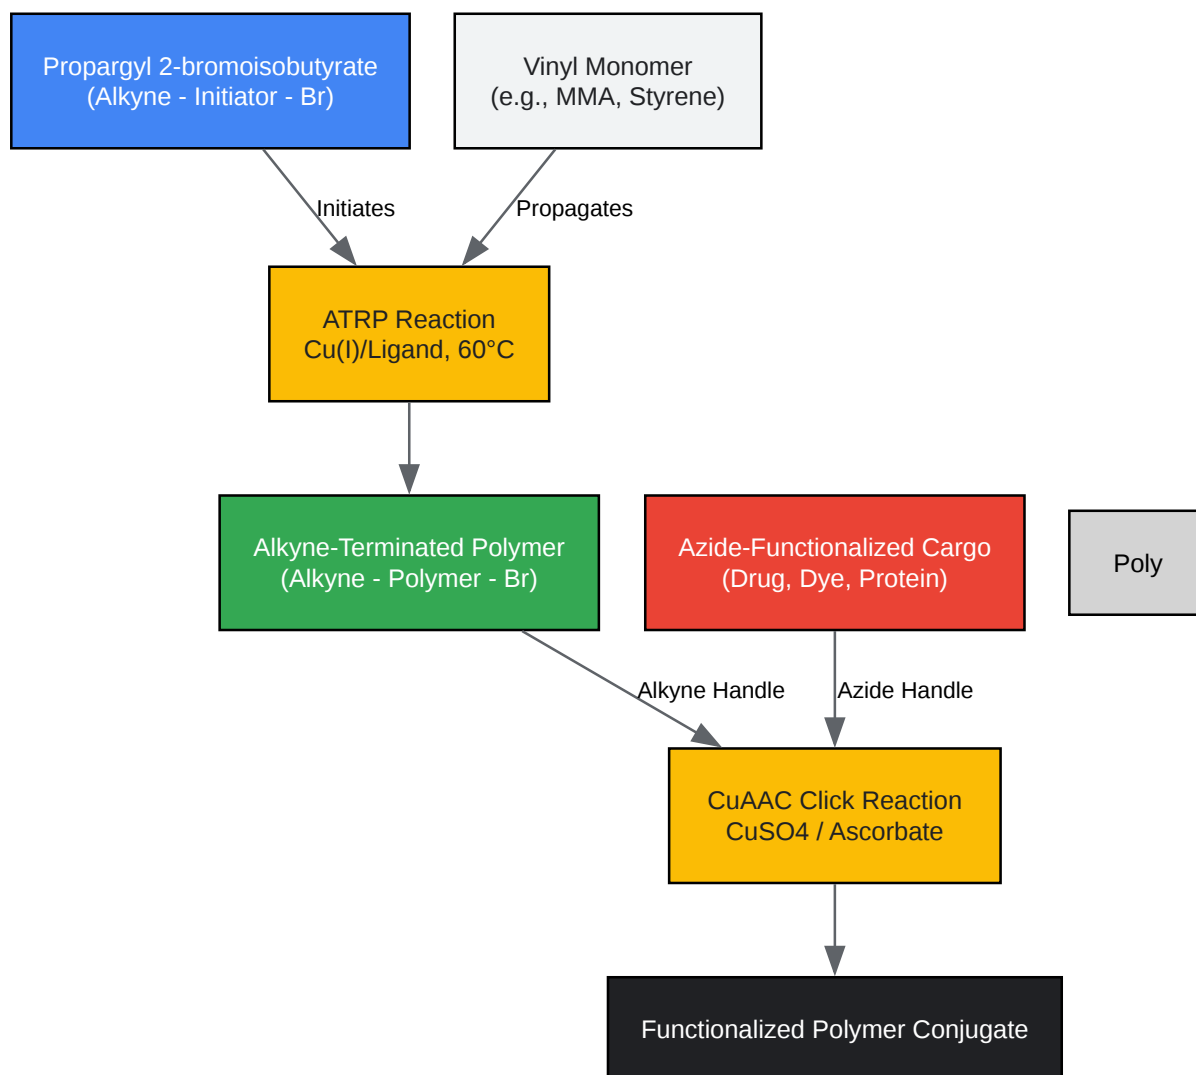 Propargyl 2-bromoisobutyrate
(Alkyne - Initiator - Br)
Vinyl Monomer
(e.g., MMA, Styrene)
Initiates
Propagates
ATRP Reaction
Cu(I)/Ligand, 60°C
Alkyne-Terminated Polymer
(Alkyne - Polymer - Br)
Azide-Functionalized Cargo
(Drug, Dye, Protein)
Poly
Alkyne Handle
Azide Handle
CuAAC Click Reaction
CuSO4 / Ascorbate
Functionalized Polymer Conjugate